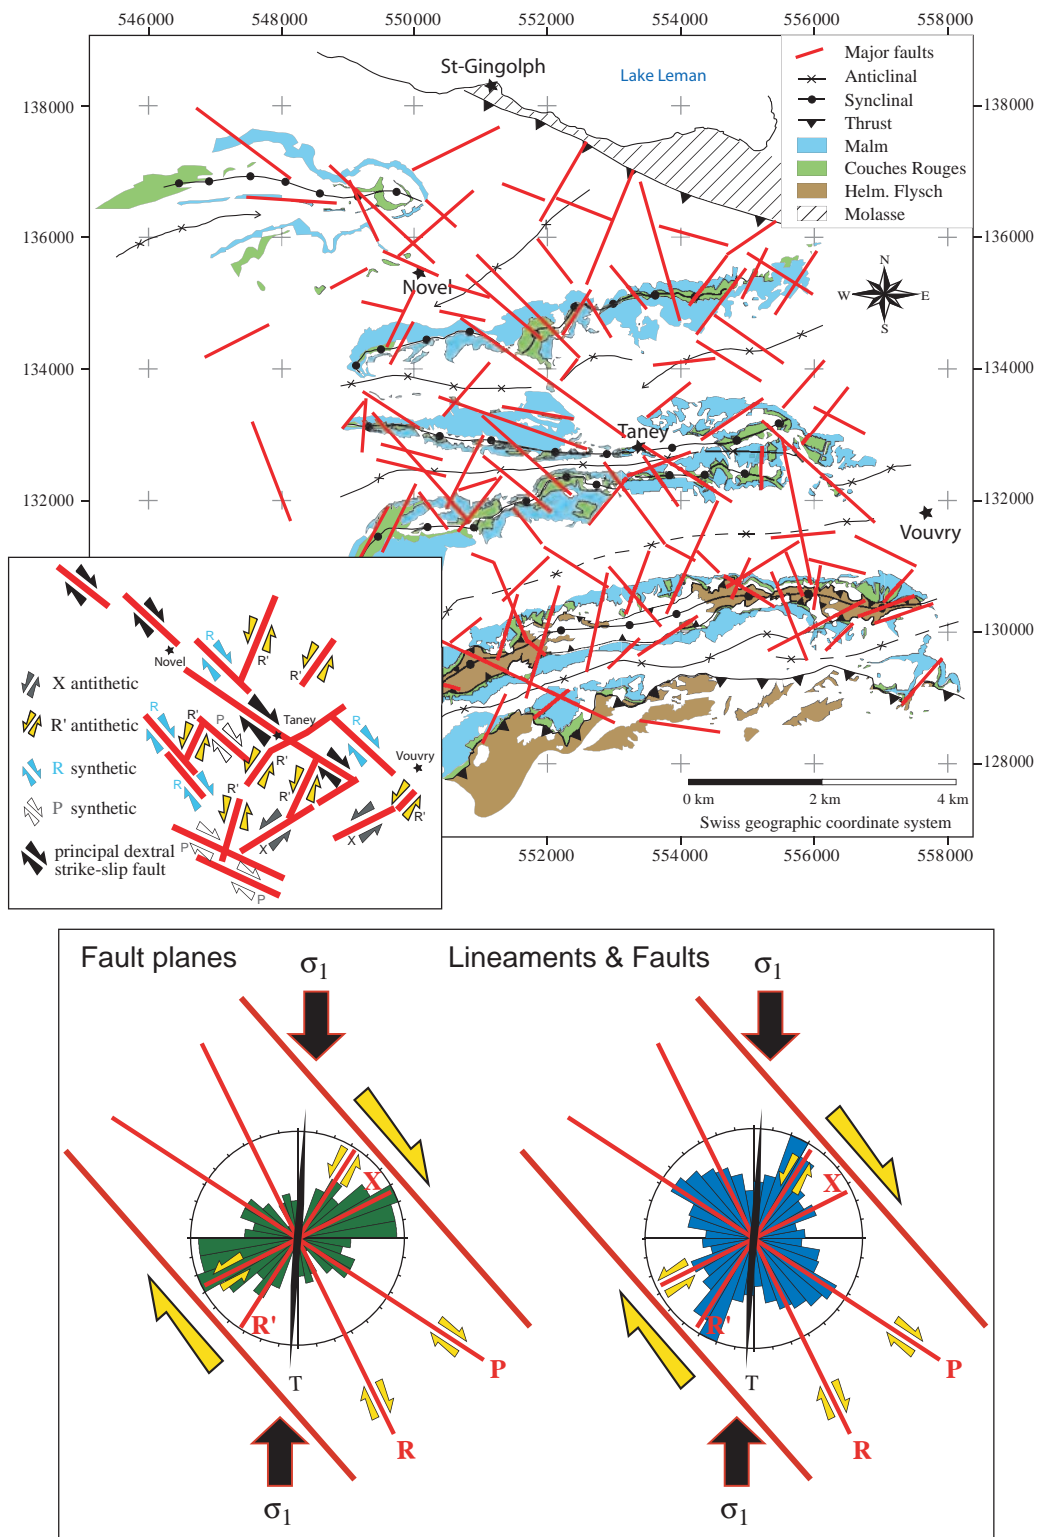 546000 548000 550000 552000 554000 556000 558000
St-Gingolph
Lake Leman
Major faults
Anticlinal
Synclinal
Thrust
Malm
Couches Rouges
Helm. Flysch
Molasse
138000 138000
136000 136000
134000 134000
132000 132000
130000
128000
N
W E
S
Novel
Taney
Vouvry
0 km 2 km 4 km
Swiss geographic coordinate system
552000 554000 556000 558000
R
Novel
R'
R'
X antithetic
R' antithetic
R synthetic
P synthetic
principal dextral
strike-slip fault
R
R'
P
Taney
R
Vouvry
R
R'
R'
R'
R'
X
X
P
P
Fault planes
σ1
Lineaments & Faults
σ1
X
R'
P
T
R
σ1
X
R'
P
T
R
σ1